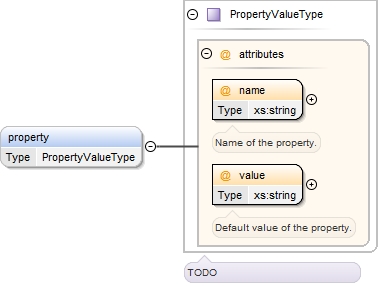 PropertyValueType
@ attributes
@ name
Type xs:string
Name of the property.
property
Type PropertyValueType
@ value
Type xs:string
Default value of the property.
TODO